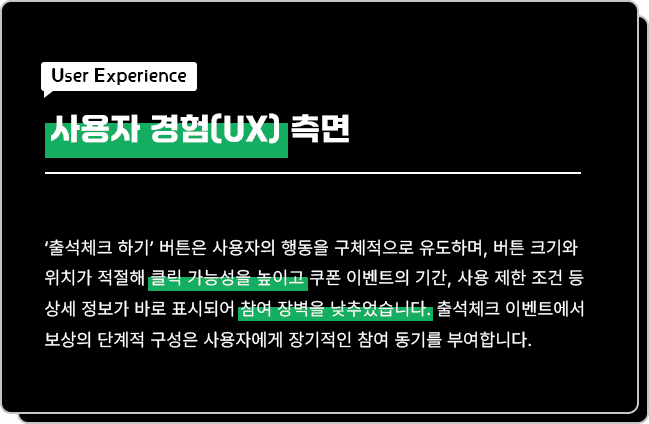 User Experience
사용자 경험(UX) 측면
‘출석체크 하기’ 버튼은 사용자의 행동을 구체적으로 유도하며, 버튼 크기와
위치가 적절해 클릭 가능성을 높이고 쿠폰 이벤트의 기간, 사용 제한 조건 등
상세 정보가 바로 표시되어 참여 장벽을 낮추었습니다. 출석체크 이벤트에서
보상의 단계적 구성은 사용자에게 장기적인 참여 동기를 부여합니다.